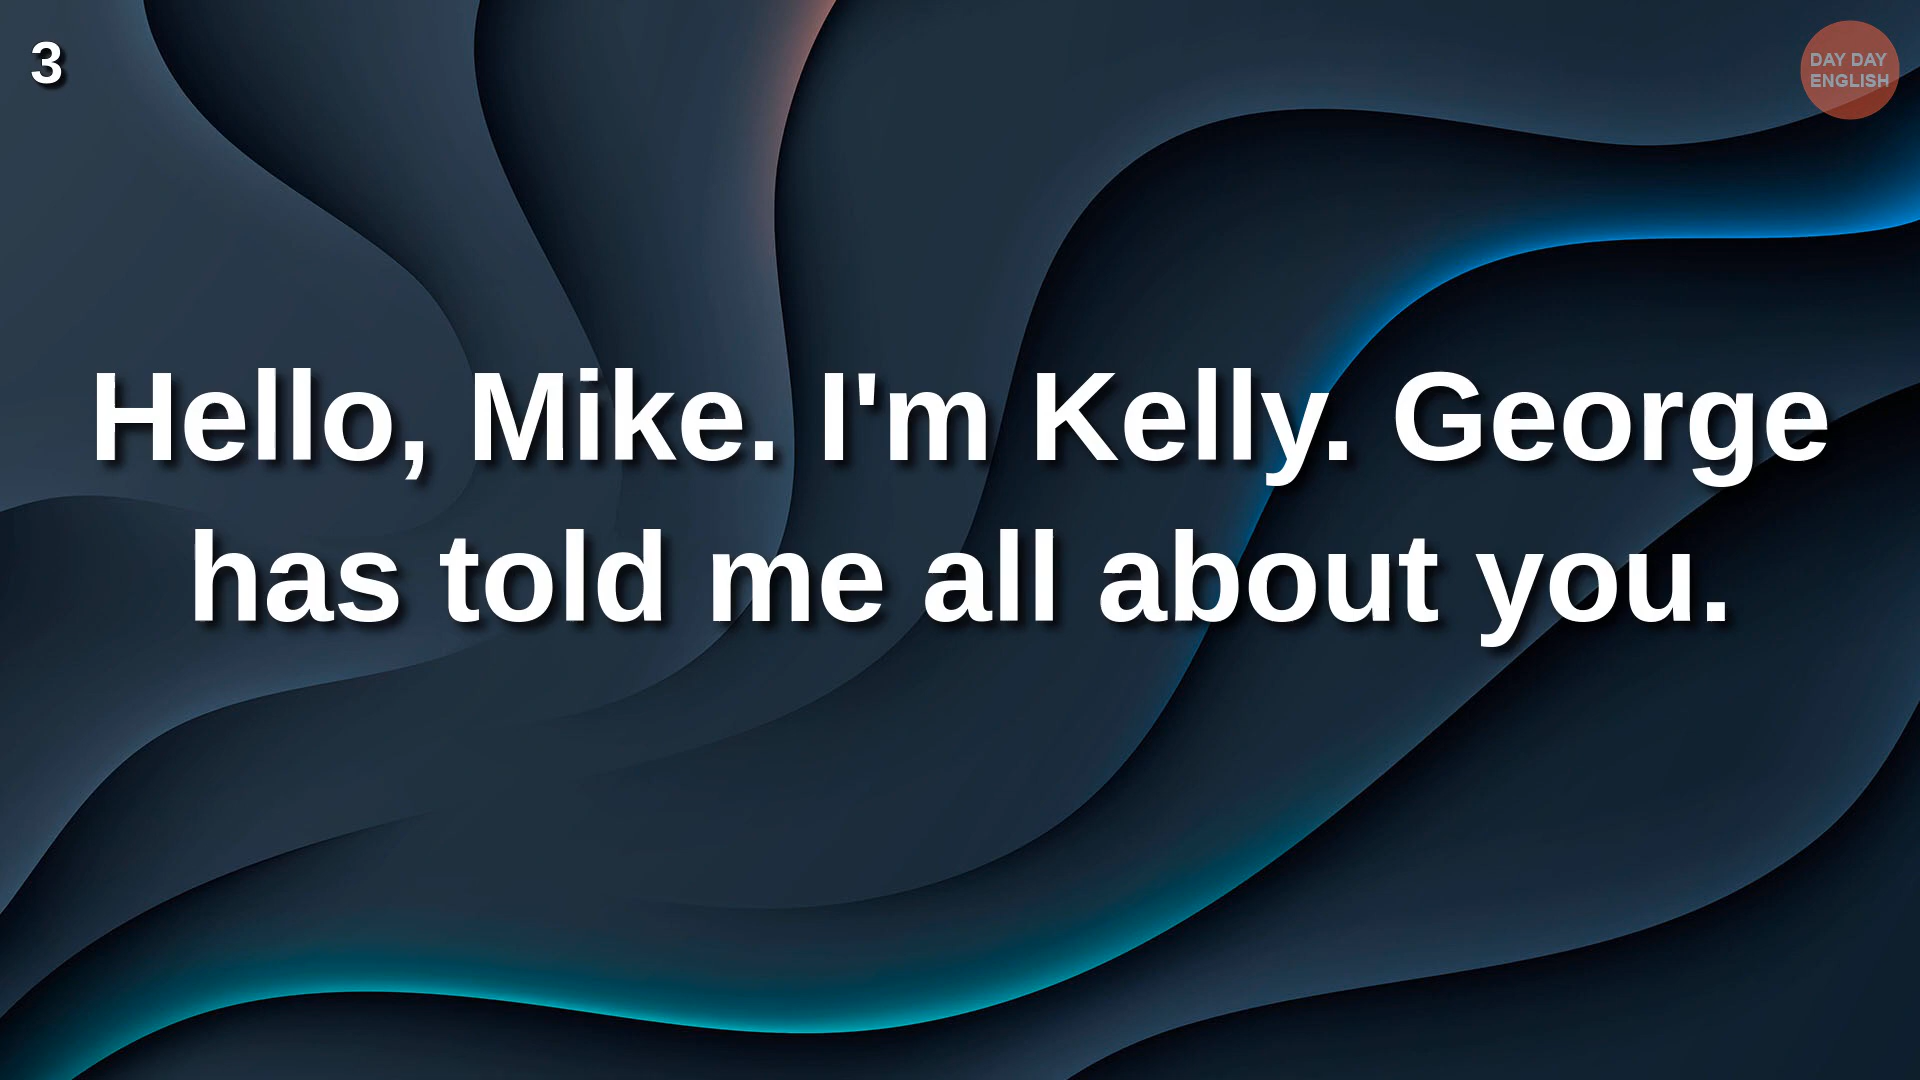 3
DAY DAY
ENGLISH
Hello, Mike. I'm Kelly. George
has told me all about you.